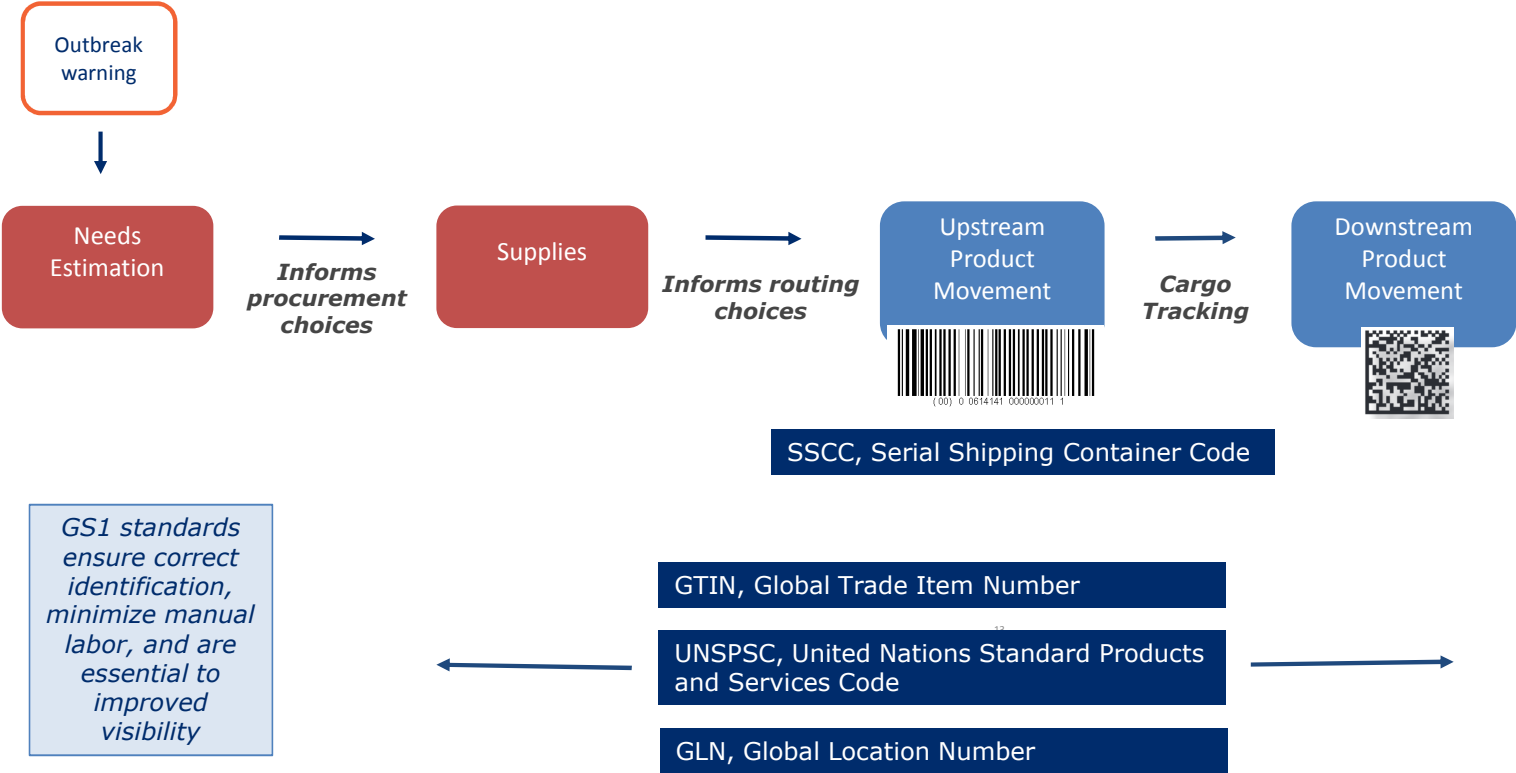 Outbreak
warning
Needs
Estimation
Informs
procurement
choices
Supplies
Informs routing
choices
Upstream
Product
Movement
Cargo
Tracking
Downstream
Product
Movement
(00) 0 0614141 000000011 1
SSCC, Serial Shipping Container Code
GS1 standards
ensure correct
identification,
minimize manual
labor, and are
essential to
improved
visibility
GTIN, Global Trade Item Number
13
UNSPSC, United Nations Standard Products
and Services Code
GLN, Global Location Number